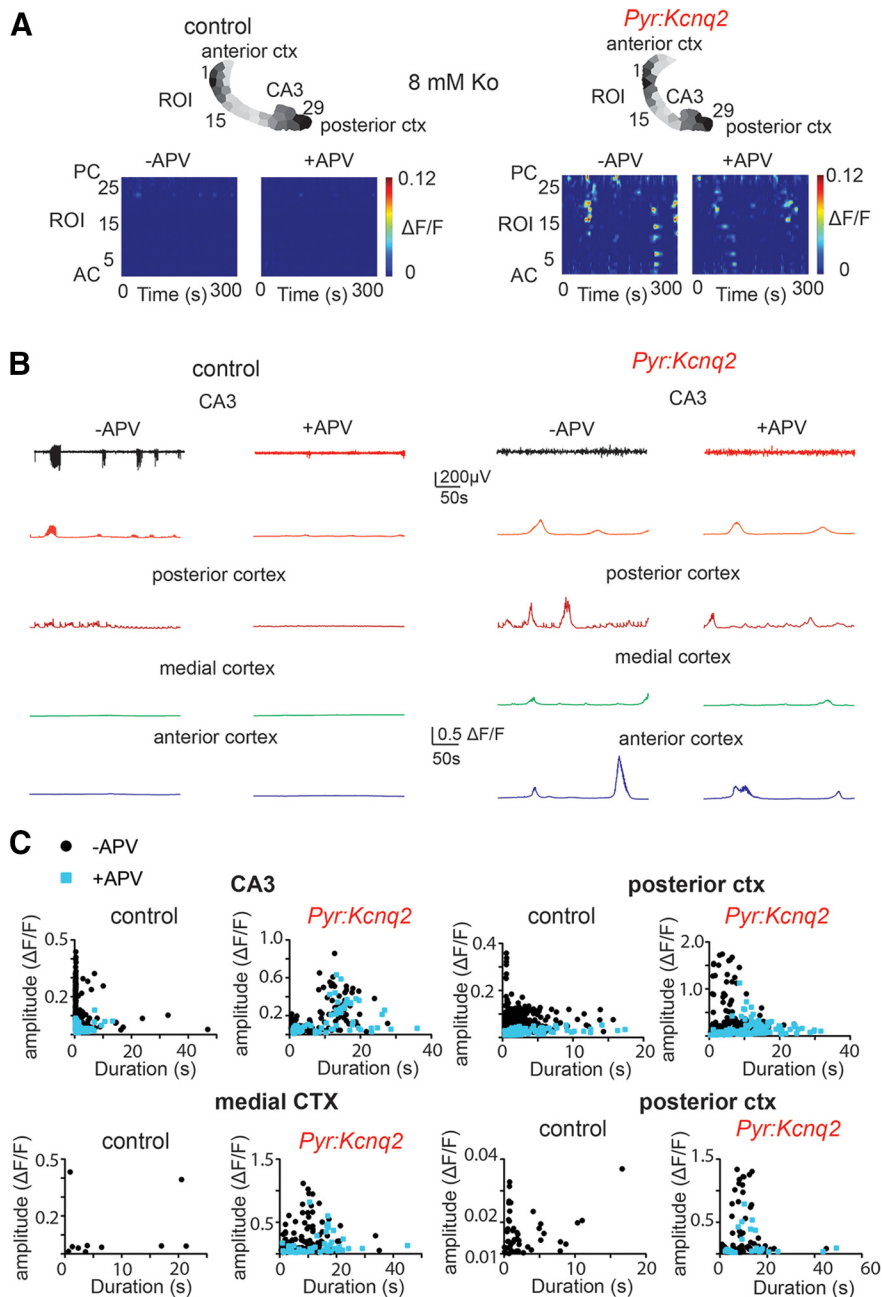 A
control
Pyr:Kcnq2
anterior ctx
anterior ctx
1
CA3
ROI
29
15
posterior ctx
8 mM Ko
1
CA3
ROI
29
15
posterior ctx
-APV
+APV
-APV
+APV
PC
25
ROI
15
5
AC
0
Time (s)
300
0
Time (s)
300
0.12
ΔF/F
0
PC
25
ROI
15
5
AC
0
Time (s)
300
0
Time (s)
300
0.12
ΔF/F
0
B
control
Pyr:Kcnq2
CA3
CA3
-APV
+APV
-APV
+APV
200µV
50s
posterior cortex
posterior cortex
medial cortex
medial cortex
anterior cortex
0.5 ΔF/F
50s
anterior cortex
C
-APV
+APV
CA3
posterior ctx
control
Pyr:Kcnq2
control
Pyr:Kcnq2
amplitude (ΔF/F)
0.5
0.2
0
20
40
Duration (s)
amplitude (ΔF/F)
1.0
0.6
0.2
0
20
40
Duration (s)
amplitude (ΔF/F)
0.4
0.2
0
10
20
Duration (s)
amplitude (ΔF/F)
2.0
1.0
0
20
40
Duration (s)
medial CTX
posterior ctx
control
Pyr:Kcnq2
control
Pyr:Kcnq2
amplitude (ΔF/F)
0.5
0.2
0
10
20
Duration (s)
amplitude (ΔF/F)
1.5
0.5
0
20
40
Duration (s)
amplitude (ΔF/F)
0.04
0.02
0.01
0
10
20
Duration (s)
amplitude (ΔF/F)
1.5
0.5
0
20
40
60
Duration (s)